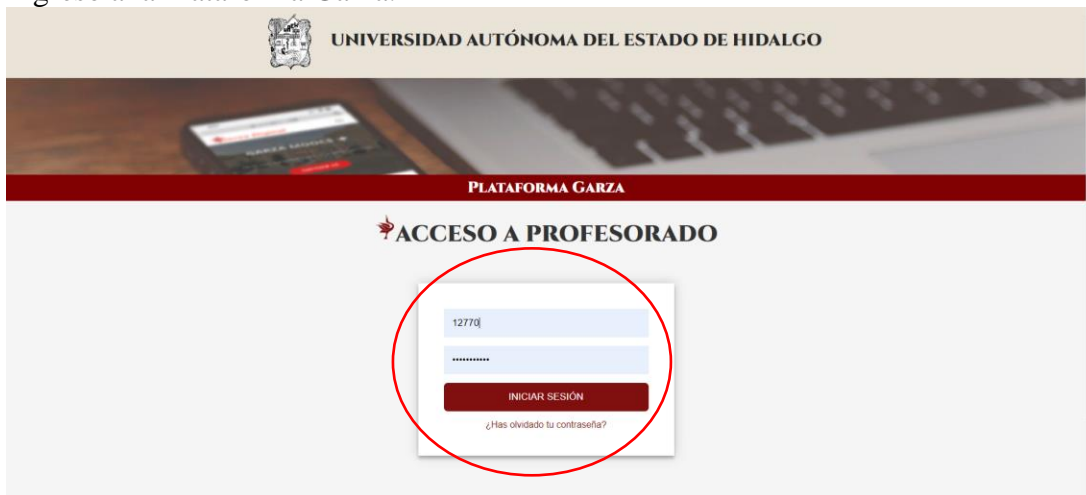 UNIVERSIDAD AUTÓNOMA DEL ESTADO DE HIDALGO
PLATAFORMA GARZA
ACCESO A PROFESORADO
12770
•••••••••••
INICIAR SESIÓN
¿Has olvidado tu contraseña?